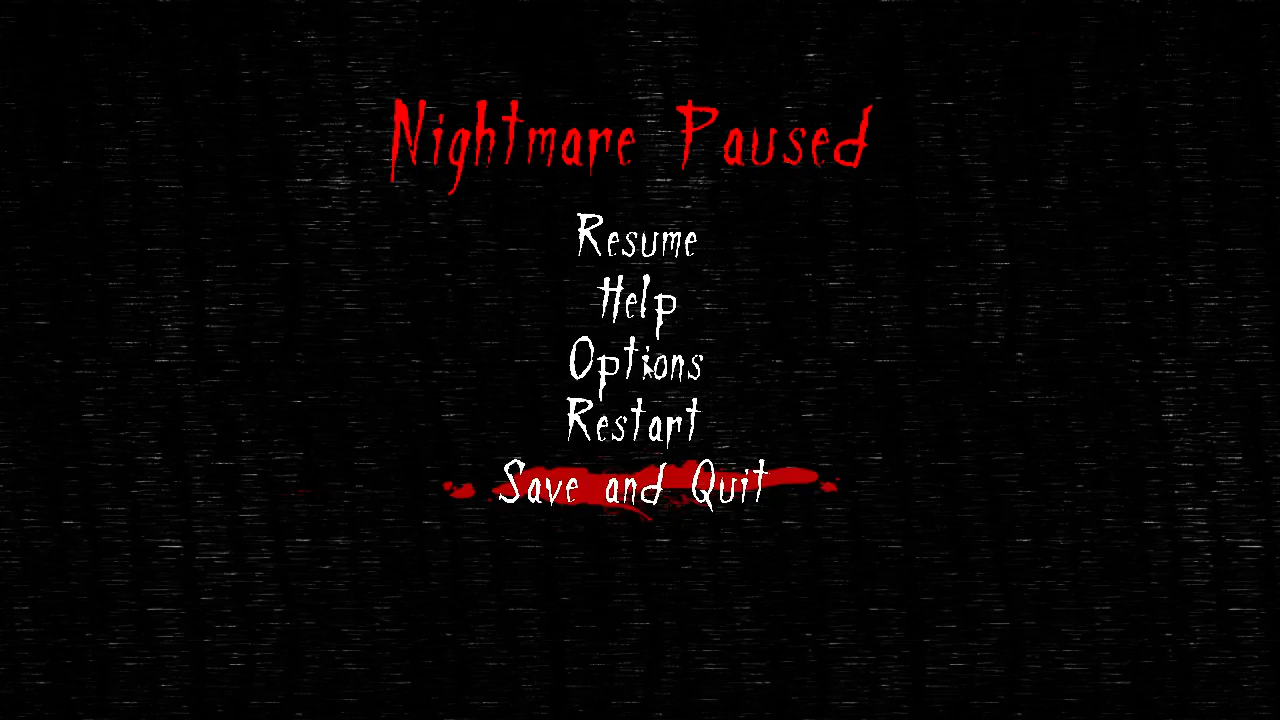 Nightmare Paused
Resume
Help
Options
Restart
Save and Quit